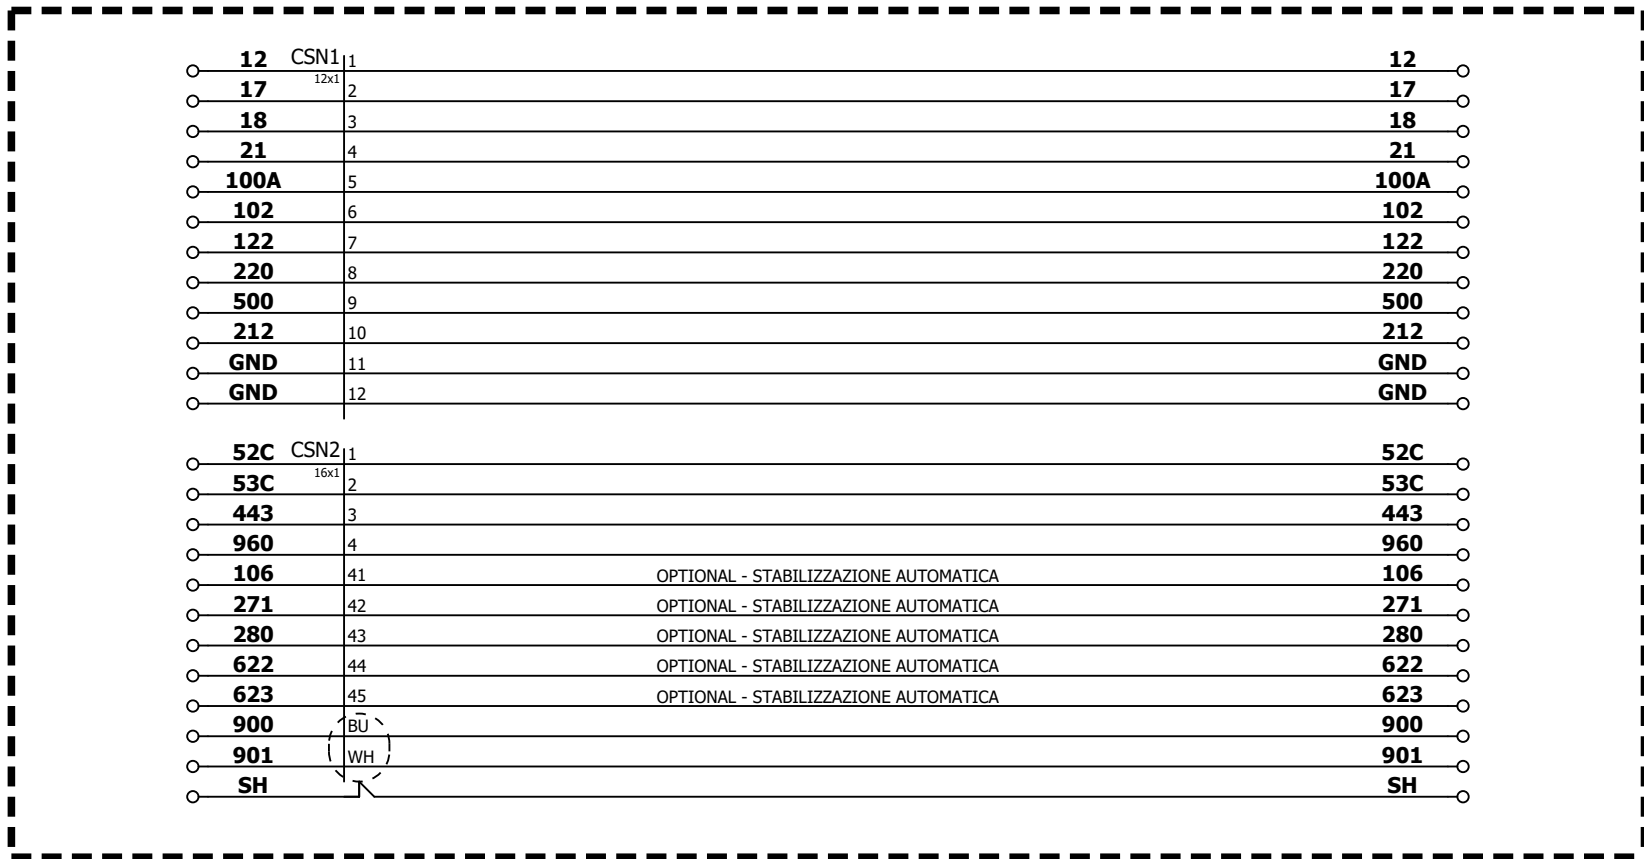 12 CSN1 1 12
12x1
17 2 17
18 3 18
21 4 21
100A 5 100A
102 6 102
122 7 122
220 8 220
500 9 500
212 10 212
GND 11 GND
GND 12 GND
52C CSN2 1 52C
16x1
53C 2 53C
443 3 443
960 4 960
106 41 OPTIONAL - STABILIZZAZIONE AUTOMATICA 106
271 42 OPTIONAL - STABILIZZAZIONE AUTOMATICA 271
280 43 OPTIONAL - STABILIZZAZIONE AUTOMATICA 280
622 44 OPTIONAL - STABILIZZAZIONE AUTOMATICA 622
623 45 OPTIONAL - STABILIZZAZIONE AUTOMATICA 623
900 BU 900
901 WH 901
SH SH